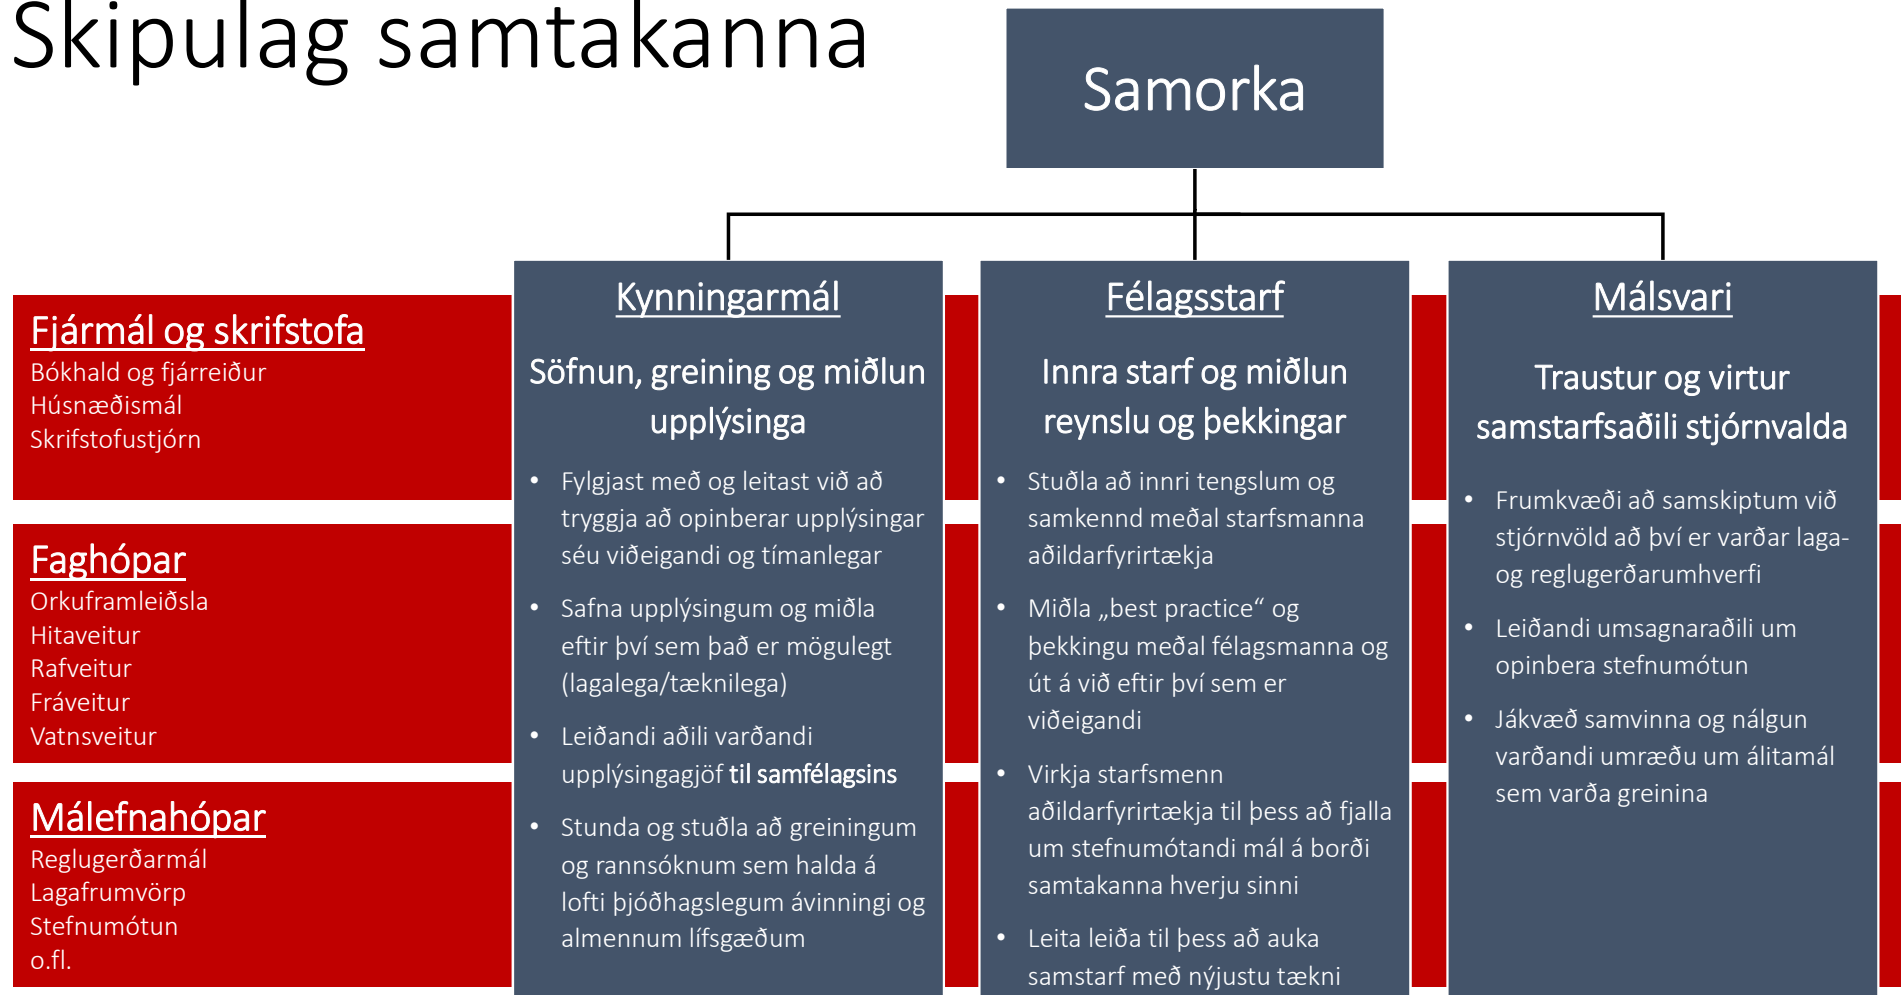 Skipulag samtakanna
Samorka
Fjármál og skrifstofa
Bókhald og fjárreiður
Húsnæðismál
Skrifstofustjórn
Faghópar
Orkuframleiðsla
Hitaveitur
Rafveitur
Fráveitur
Vatnsveitur
Málefnahópar
Reglugerðarmál
Lagafrumvörp
Stefnumótun
o.fl.
Kynningarmál
Söfnun, greining og miðlun
upplýsinga
• Fylgjast með og leitast við að
tryggja að opinberar upplýsingar
séu viðeigandi og tímanlegar
• Safna upplýsingum og miðla
eftir því sem það er mögulegt
(lagalega/tæknilega)
• Leiðandi aðili varðandi
upplýsingagjöf til samfélagsins
• Stunda og stuðla að greiningum
og rannsóknum sem halda á
lofti þjóðhagslegum ávinningi og
almennum lífsgæðum
Félagsstarf
Innra starf og miðlun
reynslu og þekkingar
• Stuðla að innri tengslum og
samkennd meðal starfsmanna
aðildarfyrirtækja
• Miðla „best practice“ og
þekkingu meðal félagsmanna og
út á við eftir því sem er
viðeigandi
• Virkja starfsmenn
aðildarfyrirtækja til þess að fjalla
um stefnumótandi mál á borði
samtakanna hverju sinni
• Leita leiða til þess að auka
samstarf með nýjustu tækni
Málsvari
Traustur og virtur
samstarfsaðili stjórnvalda
• Frumkvæði að samskiptum við
stjórnvöld að því er varðar laga-
og reglugerðarumhverfi
• Leiðandi umsagnaraðili um
opinbera stefnumótun
• Jákvæð samvinna og nálgun
varðandi umræðu um álitamál
sem varða greinina